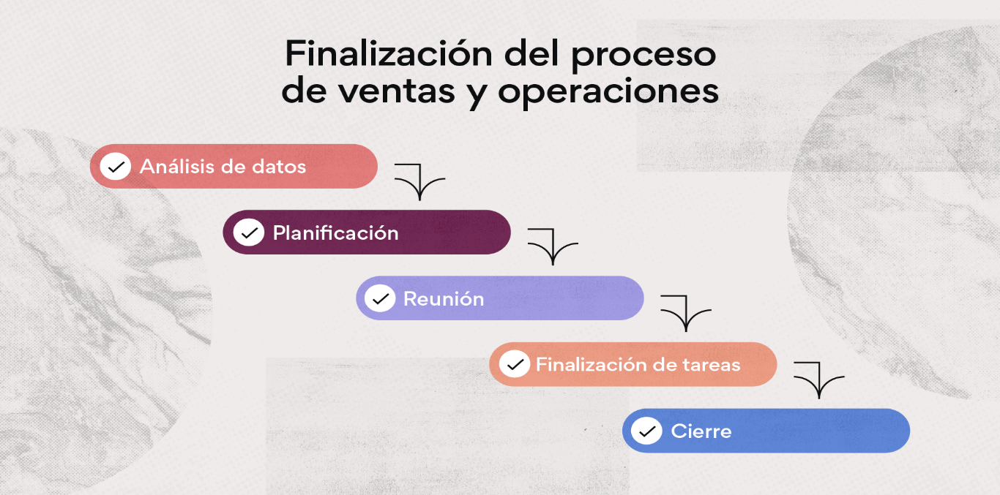 Finalización del proceso
de ventas y operaciones
Análisis de datos
Planificación
Reunión
Finalización de tareas
Cierre